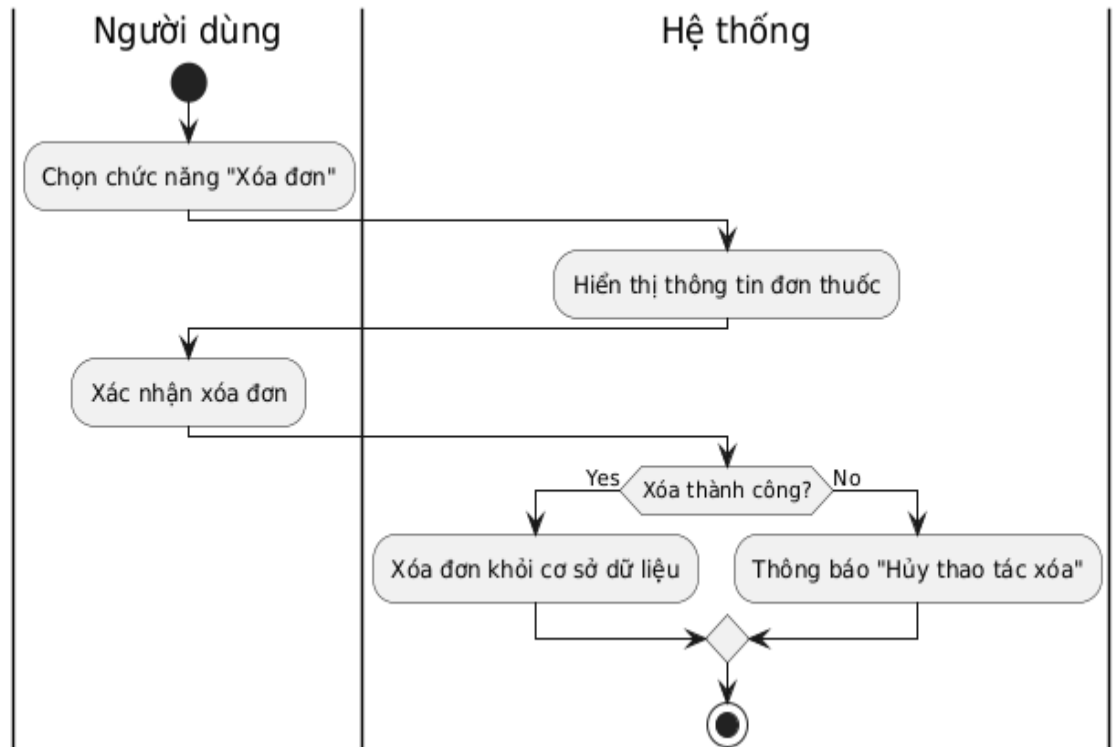 Người dùng
Hệ thống
Chọn chức năng "Xóa đơn"
Hiển thị thông tin đơn thuốc
Xác nhận xóa đơn
Yes
Xóa thành công?
No
Xóa đơn khỏi cơ sở dữ liệu
Thông báo "Hủy thao tác xóa"